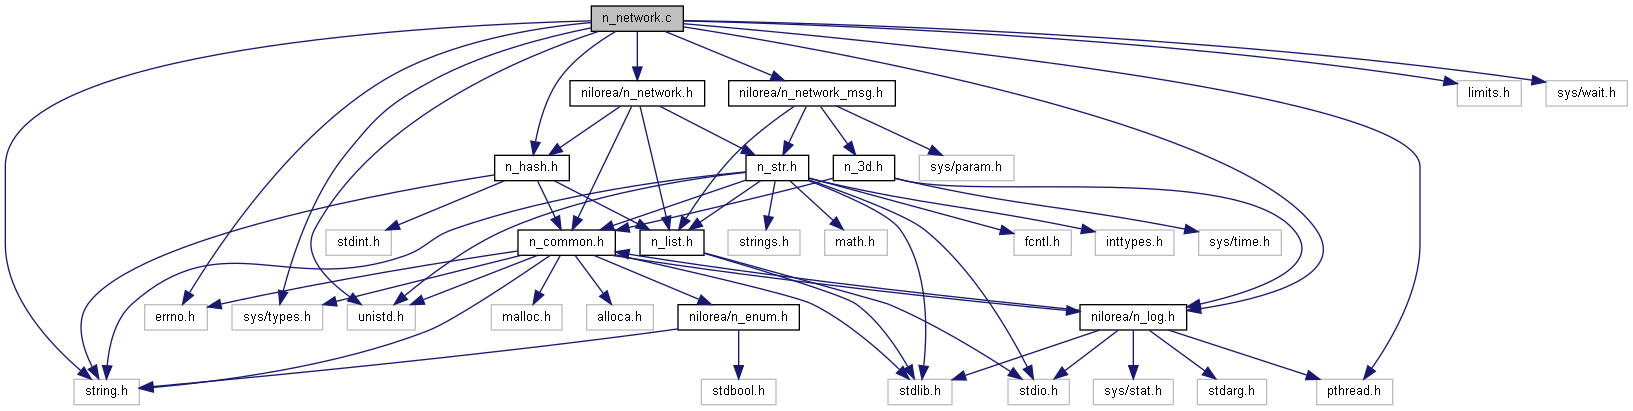 n_network.c
nilorea/n_network.h
nilorea/n_network_msg.h
limits.h
sys/wait.h
n_hash.h
n_str.h
n_3d.h
sys/param.h
stdint.h
n_common.h
n_list.h
strings.h
math.h
fcntl.h
inttypes.h
sys/time.h
errno.h
sys/types.h
unistd.h
malloc.h
alloca.h
nilorea/n_enum.h
nilorea/n_log.h
string.h
stdbool.h
stdlib.h
stdio.h
sys/stat.h
stdarg.h
pthread.h